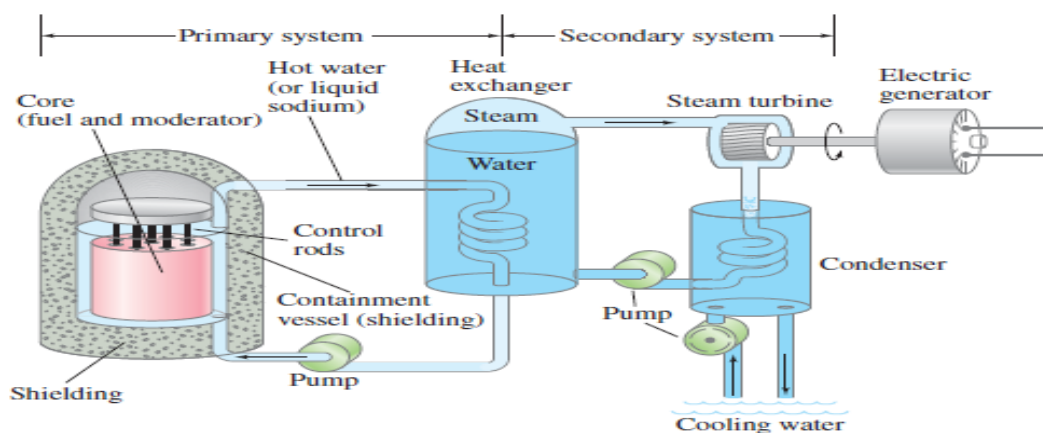 Primary system
Secondary system
Hot water
(or liquid
sodium)
Heat
exchanger
Electric
generator
Core
(fuel and moderator)
Steam turbine
Steam
Water
Control
rods
Condenser
Containment
vessel (shielding)
Pump
Shielding
Pump
Cooling water